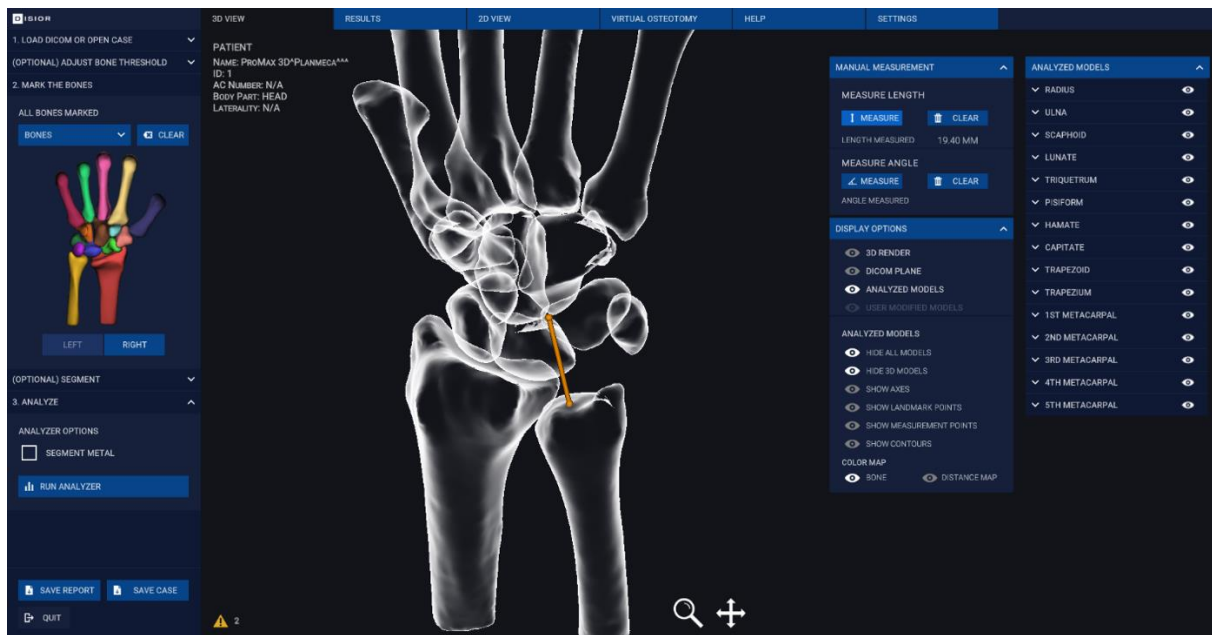 DISIOR
3D VIEW
RESULTS
2D VIEW
VIRTUAL OSTEOTOMY
HELP
SETTINGS
1. LOAD DICOM OR OPEN CASE
(OPTIONAL) ADJUST BONE THRESHOLD
2. MARK THE BONES
ALL BONES MARKED
BONES
CLEAR
LEFT
RIGHT
(OPTIONAL) SEGMENT
3. ANALYZE
ANALYZER OPTIONS
SEGMENT METAL
RUN ANALYZER
SAVE REPORT
SAVE CASE
QUIT
PATIENT
NAME: PROMAX 3D^PLANMECA^^^
ID: 1
AC NUMBER: N/A
BODY PART: HEAD
LATERALITY: N/A
2
MANUAL MEASUREMENT
MEASURE LENGTH
MEASURE
CLEAR
LENGTH MEASURED 19.40 MM
MEASURE ANGLE
MEASURE
CLEAR
ANGLE MEASURED
DISPLAY OPTIONS
3D RENDER
DICOM PLANE
ANALYZED MODELS
USER MODIFIED MODELS
ANALYZED MODELS
HIDE ALL MODELS
HIDE 3D MODELS
SHOW AXES
SHOW LANDMARK POINTS
SHOW MEASUREMENT POINTS
SHOW CONTOURS
COLOR MAP
BONE
DISTANCE MAP
ANALYZED MODELS
RADIUS
ULNA
SCAPHOID
LUNATE
TRIQUETRUM
PISIFORM
HAMATE
CAPITATE
TRAPEZOID
TRAPEZIUM
1ST METACARPAL
2ND METACARPAL
3RD METACARPAL
4TH METACARPAL
5TH METACARPAL